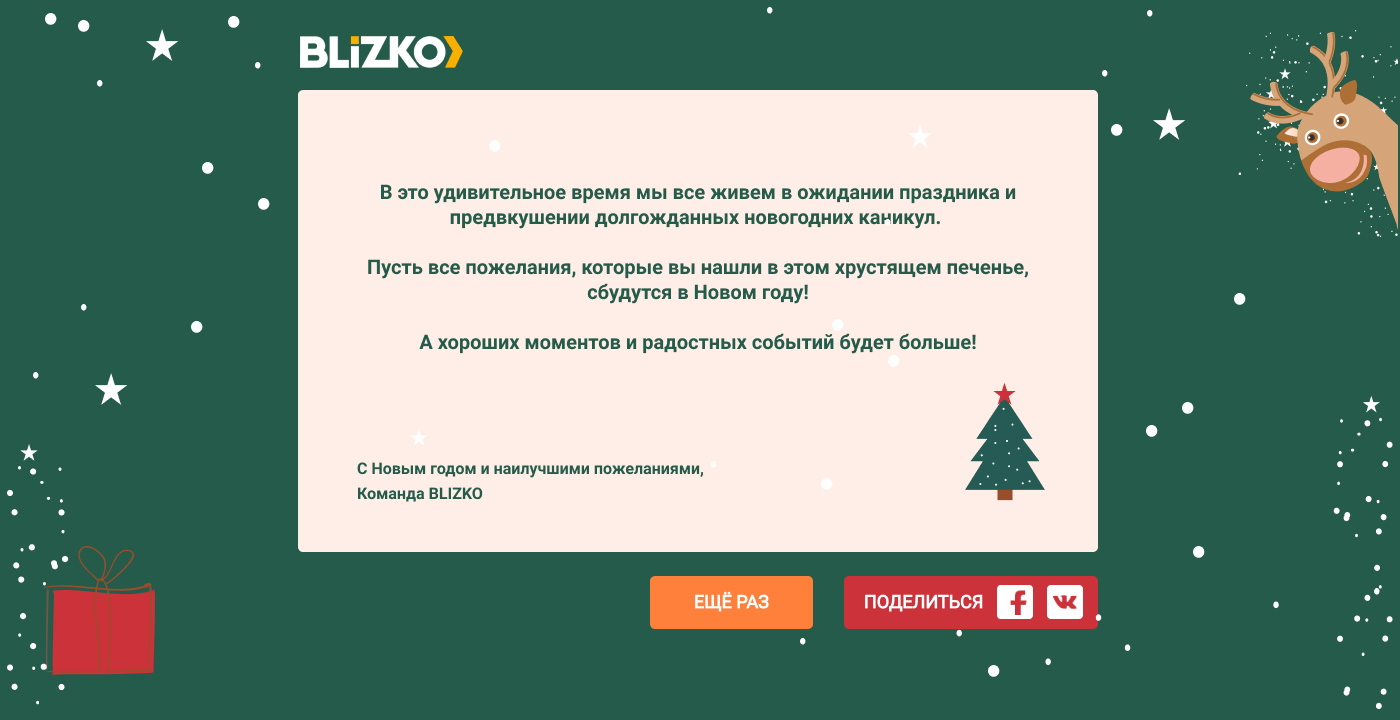 BLiZKO
В это удивительное время мы все живем в ожидании праздника и
предвкушении долгожданных новогодних каникул.
Пусть все пожелания, которые вы нашли в этом хрустящем печенье,
сбудутся в Новом году!
А хороших моментов и радостных событий будет больше!
С Новым годом и наилучшими пожеланиями,
Команда BLIZKO
ЕЩЁ РАЗ
ПОДЕЛИТЬСЯ